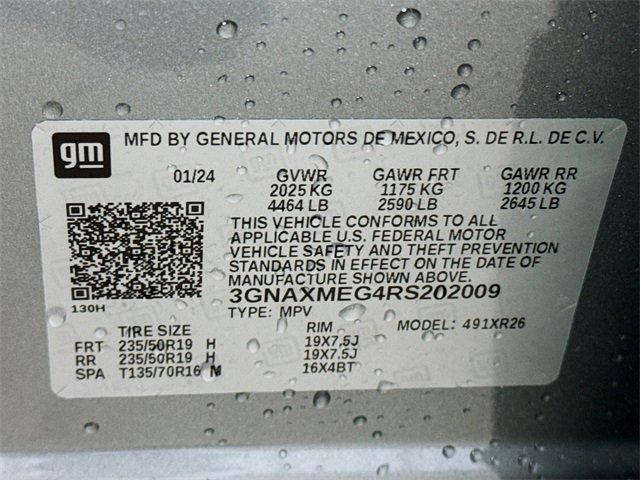 gm
MFD BY GENERAL MOTORS DE MEXICO, S. DE R.L. DE C.V.
01/24 GVWR GAWR FRT GAWR RR
2025 KG 1175 KG 1200 KG
4464 LB 2590 LB 2645 LB
THIS VEHICLE CONFORMS TO ALL
APPLICABLE U.S. FEDERAL MOTOR
VEHICLE SAFETY AND THEFT PREVENTION
STANDARDS IN EFFECT ON THE DATE OF
MANUFACTURE SHOWN ABOVE.
130H 3GNAXMEG4RS202009
TYPE: MPV MODEL: 491XR26
TIRE SIZE RIM
FRT 235/50R19 H 19X7.5J
RR 235/50R19 H 19X7.5J
SPA T135/70R16 M 16X4BT